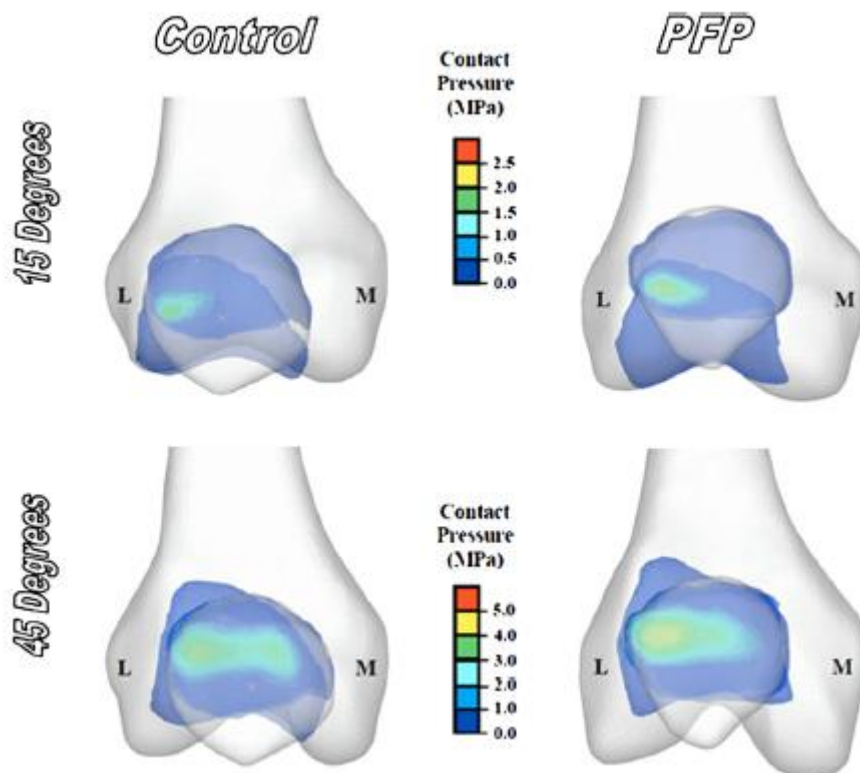 Control
PFP
15 Degrees
Contact
Pressure
(MPa)
2.5
2.0
1.5
1.0
0.5
0.0
L
M
L
M
45 Degrees
Contact
Pressure
(MPa)
5.0
4.0
3.0
2.0
1.0
0.0
L
M
L
M